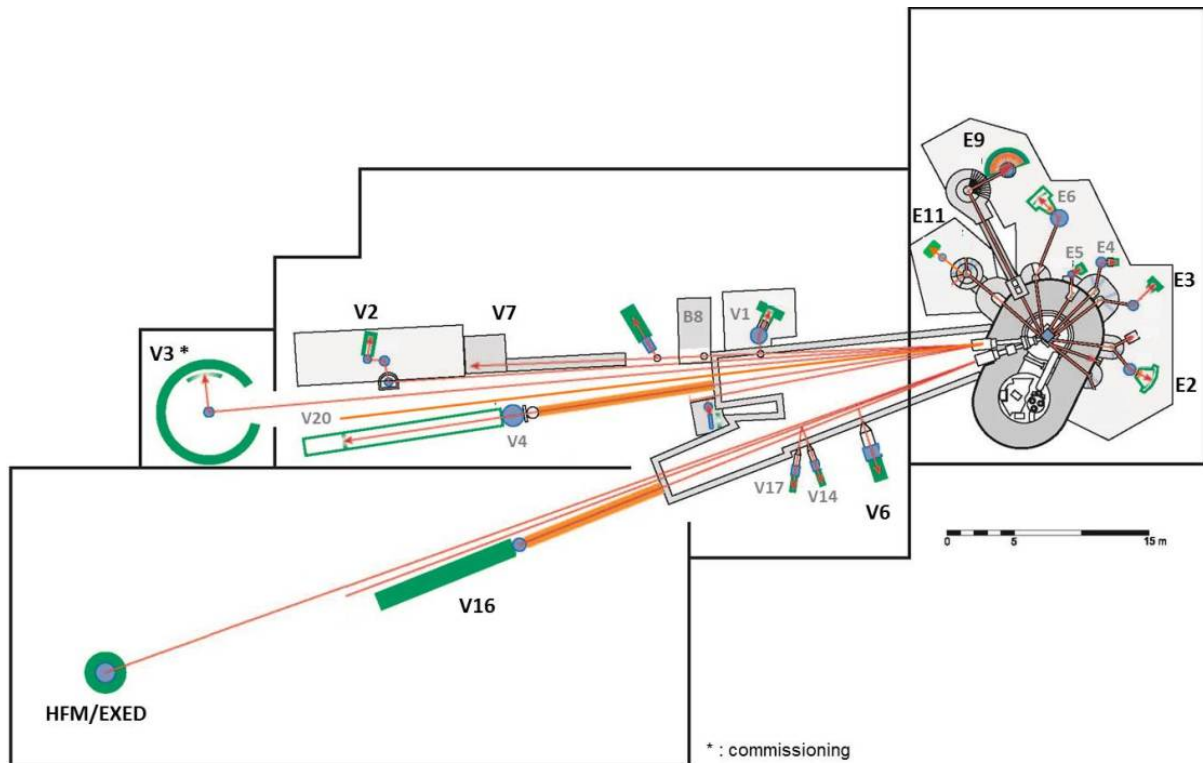 E9
E6
E11
E5
E4
E3
E2
V2
V7
B8
V1
V3 *
V20
V4
V17
V14
V6
0
5
15 m
V16
HFM/EXED
* : commissioning